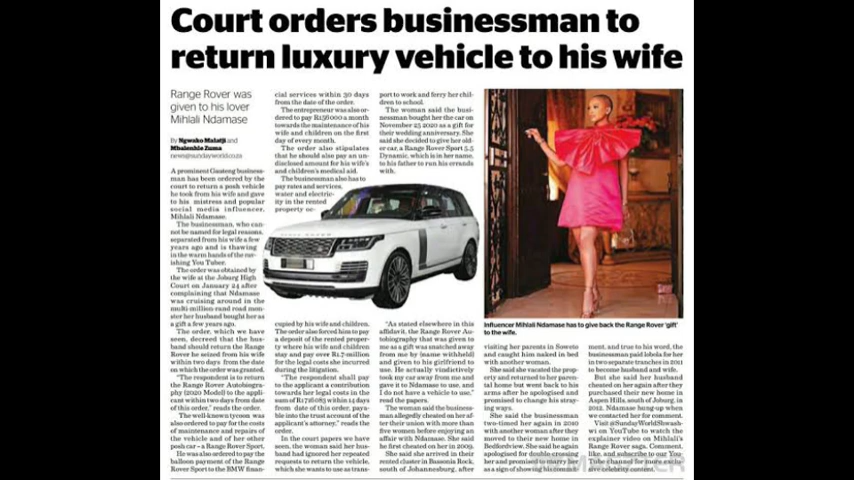 Court orders businessman to
return luxury vehicle to his wife
Range Rover was
given to his lover
Mihlali Ndamase
By Ngwako Malatji and
Mbalenhle Zuma
news@sundayworld.co.za
A prominent Gauteng business-
man has been ordered by the
court to return a posh vehicle
he took from his wife and gave
to his mistress and popular
social media influencer,
Mihlali Ndamase.
The businessman, who can-
not be named for legal reasons,
separated from his wife a few
years ago and is thawing
in the warm hands of the rav-
ishing You Tuber.
The order was obtained by
the wife at the Joburg High
Court on January 24 after
complaining that Ndamase
was cruising around in the
multi-million rand road mon-
ster her husband bought her as
a gift a few years ago.
The order, which we have
seen, decreed that the hus-
band should return the Range
Rover he seized from his wife
within two days from the date
on which the order was granted.
"The respondent is to return
the Range Rover Autobiogra-
phy [2020 Model] to the appli-
cant within two days from date
of this order," reads the order.
The well-known tycoon was
also ordered to pay for the costs
of maintenance and repairs of
the vehicle and of her other
posh car – a Range Rover Sport.
He was also ordered to pay the
balloon payment of the Range
Rover Sport to the BMW finan-
cial services within 30 days
from the date of the order.
The entrepreneur was also or-
dered to pay R156 000 a month
towards the maintenance of his
wife and children on the first
day of every month.
The order also stipulates
that he should also pay an un-
disclosed amount for his wife's
and children's medical aid.
The businessman also has to
pay rates and services,
water and electric-
ity in the rented
property oc-
cupied by his wife and children.
The order also forced him to pay
a deposit of the rented proper-
ty where his wife and children
stay and pay over R1.7-million
for the legal costs she incurred
during the litigation.
"The respondent shall pay
to the applicant a contribution
towards her legal costs in the
sum of within 14 days
from date of this order, paya-
ble into the trust account of the
applicant's attorney," reads the
order.
In the court papers we have
seen, the woman said her hus-
band had ignored her repeated
requests to return the vehicle,
which she wants to use as trans-
port to work and ferry her chil-
dren to school.
The woman said the busi-
nessman bought her the car on
November 25 2020 as a gift for
their wedding anniversary. She
said she decided to give her old-
er car, a Range Rover Sport 5.5
Dynamic, which is in her name,
to his father to run his errands
with.
"As stated elsewhere in this
affidavit, the Range Rover Au-
tobiography that was given to
me as a gift was snatched away
from me by (name withheld)
and given to his girlfriend to
use. He actually vindictively
took my car away from me and
gave it to Ndamase to use, and
I do not have a vehicle to use,"
read the papers.
The woman said the business-
man allegedly cheated on her af-
ter their union with more than
five women before enjoying an
affair with Ndamase. She said
he first cheated on her in 2009.
She said she arrived in their
rented cluster in Bassonia Rock,
south of Johannesburg, after
Influencer Mihlali Ndamase has to give back the Range Rover 'gift'
to the wife.
visiting her parents in Soweto
and caught him naked in bed
with another woman.
She said she vacated the prop-
erty and returned to her paren-
tal home but went back to his
arms after he apologised and
promised to change his stray-
ing ways.
She said the businessman
two-timed her again in 2010
with another woman after they
moved to their new home in
Bedfordview. She said he again
apologised for double-crossing
her and promised to marry her
as a sign of showing his commit-
ment, and true to his word, the
businessman paid lobola for her
in two separate tranches in 2011
to become husband and wife.
But she said her husband
cheated on her again after they
purchased their new home in
Aspen Hills, south of Joburg, in
2012. Ndamase hung up when
we contacted her for comment.
Visit @SundayWorldSlownews
on YouTube to watch the
explainer video on Mihlali's
Range Rover saga. Comment,
like, and subscribe to our You
Tube channel for more exclu-
sive celebrity content.